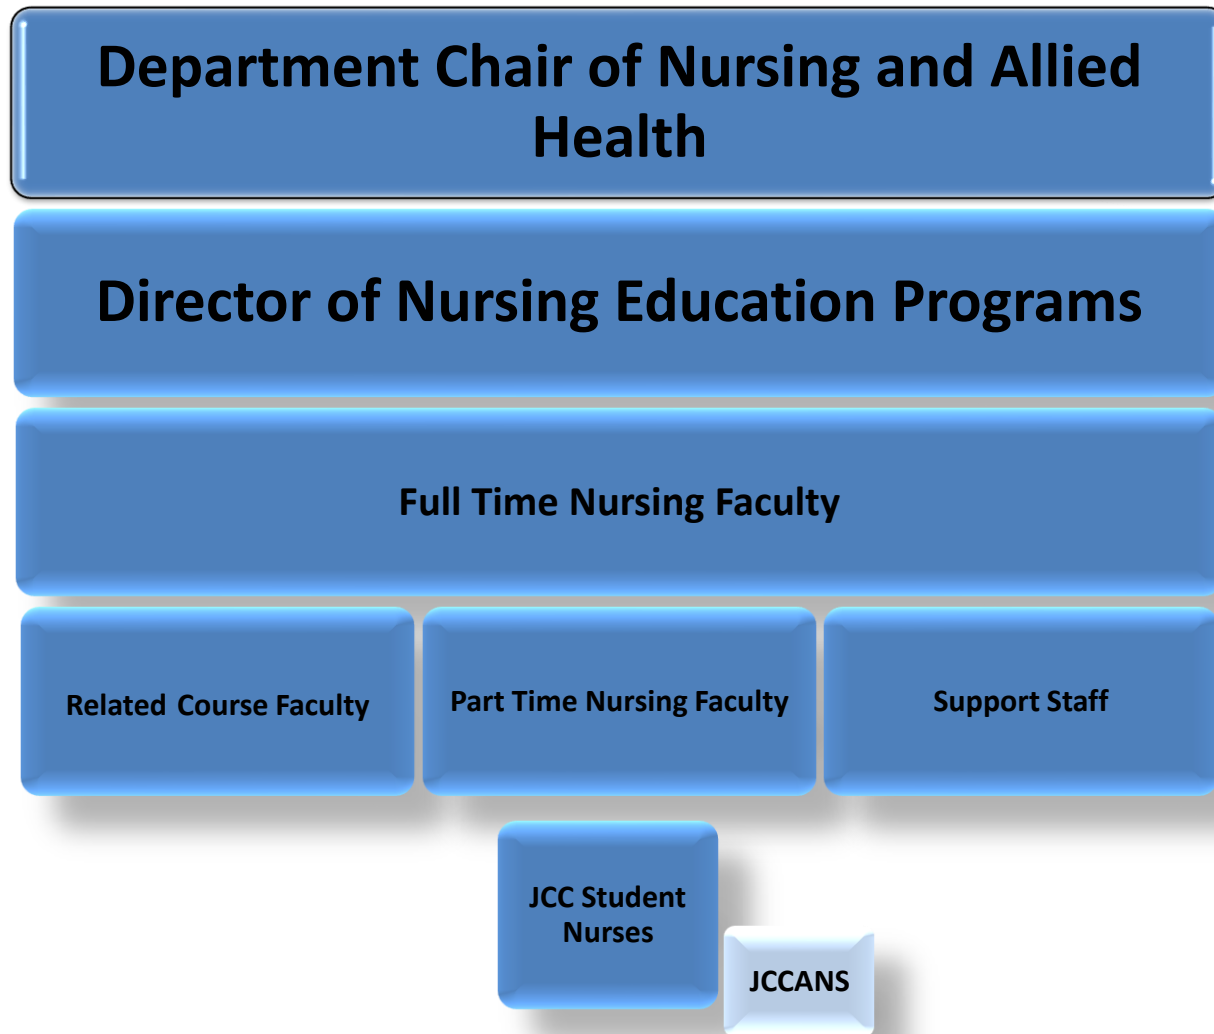 Department Chair of Nursing and Allied
Health
Director of Nursing Education Programs
Full Time Nursing Faculty
Related Course Faculty
Part Time Nursing Faculty
Support Staff
JCC Student
Nurses
JCCANS